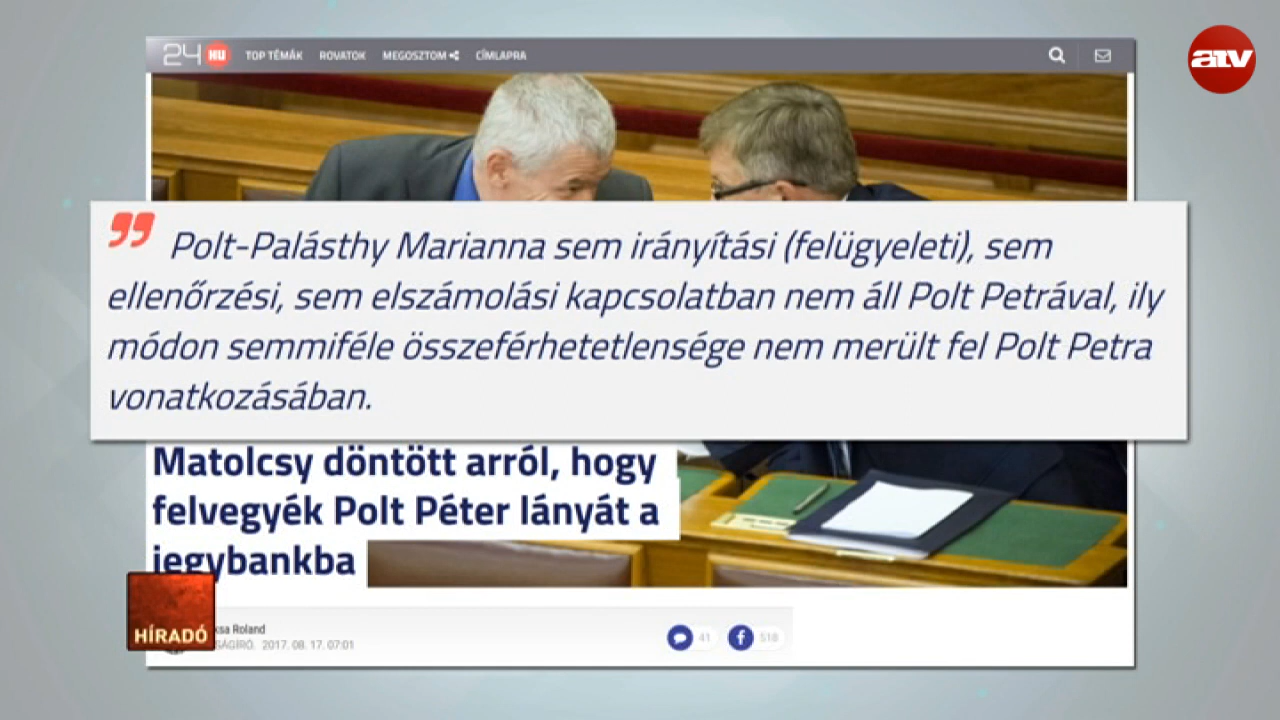 24 HU TOP TÉMÁK ROVATOK MEGOSZTOM CÍMLAPRA
atv
" Polt-Palásthy Marianna sem irányítási (felügyeleti), sem
ellenőrzési, sem elszámolási kapcsolatban nem áll Polt Petrával, ily
módon semmiféle összeférhetetlensége nem merült fel Polt Petra
vonatkozásában.
Matolcsy döntött arról, hogy
felvegyék Polt Péter lányát a
jegybankba
HÍRADÓ
Roland
2017. 08. 17. 07:01
41
518